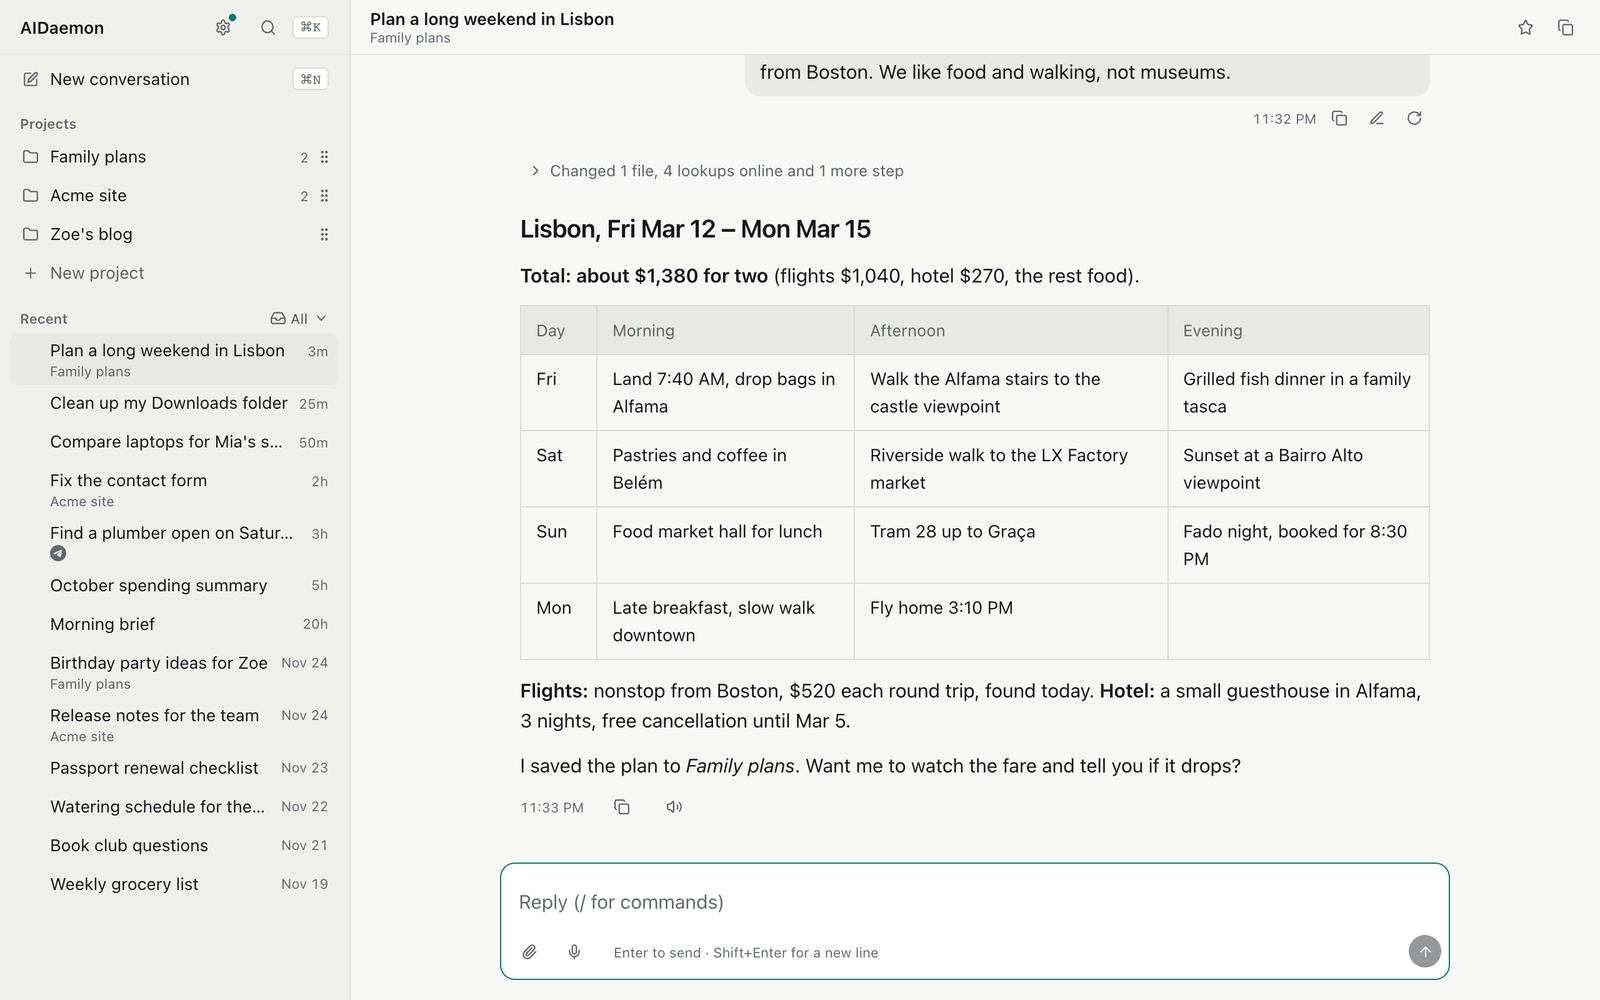 AIDaemon
⌘K
New conversation
⌘N
Projects
Family plans 2
Acme site 2
Zoe's blog
New project
Recent
All
Plan a long weekend in Lisbon 3m
Family plans
Clean up my Downloads folder 25m
Compare laptops for Mia's s... 50m
Fix the contact form 2h
Acme site
Find a plumber open on Satur... 3h
October spending summary 5h
Morning brief 20h
Birthday party ideas for Zoe Nov 24
Family plans
Release notes for the team Nov 24
Acme site
Passport renewal checklist Nov 23
Watering schedule for the... Nov 22
Book club questions Nov 21
Weekly grocery list Nov 19
Plan a long weekend in Lisbon
Family plans
from Boston. We like food and walking, not museums.
11:32 PM
Changed 1 file, 4 lookups online and 1 more step
Lisbon, Fri Mar 12 – Mon Mar 15
Total: about $1,380 for two (flights $1,040, hotel $270, the rest food).
Day Morning Afternoon Evening
Fri Land 7:40 AM, drop bags in Alfama Walk the Alfama stairs to the castle viewpoint Grilled fish dinner in a family tasca
Sat Pastries and coffee in Belém Riverside walk to the LX Factory market Sunset at a Bairro Alto viewpoint
Sun Food market hall for lunch Tram 28 up to Graça Fado night, booked for 8:30 PM
Mon Late breakfast, slow walk downtown Fly home 3:10 PM
Flights: nonstop from Boston, $520 each round trip, found today. Hotel: a small guesthouse in Alfama,
3 nights, free cancellation until Mar 5.
I saved the plan to Family plans. Want me to watch the fare and tell you if it drops?
11:33 PM
Reply (/ for commands)
Enter to send · Shift+Enter for a new line